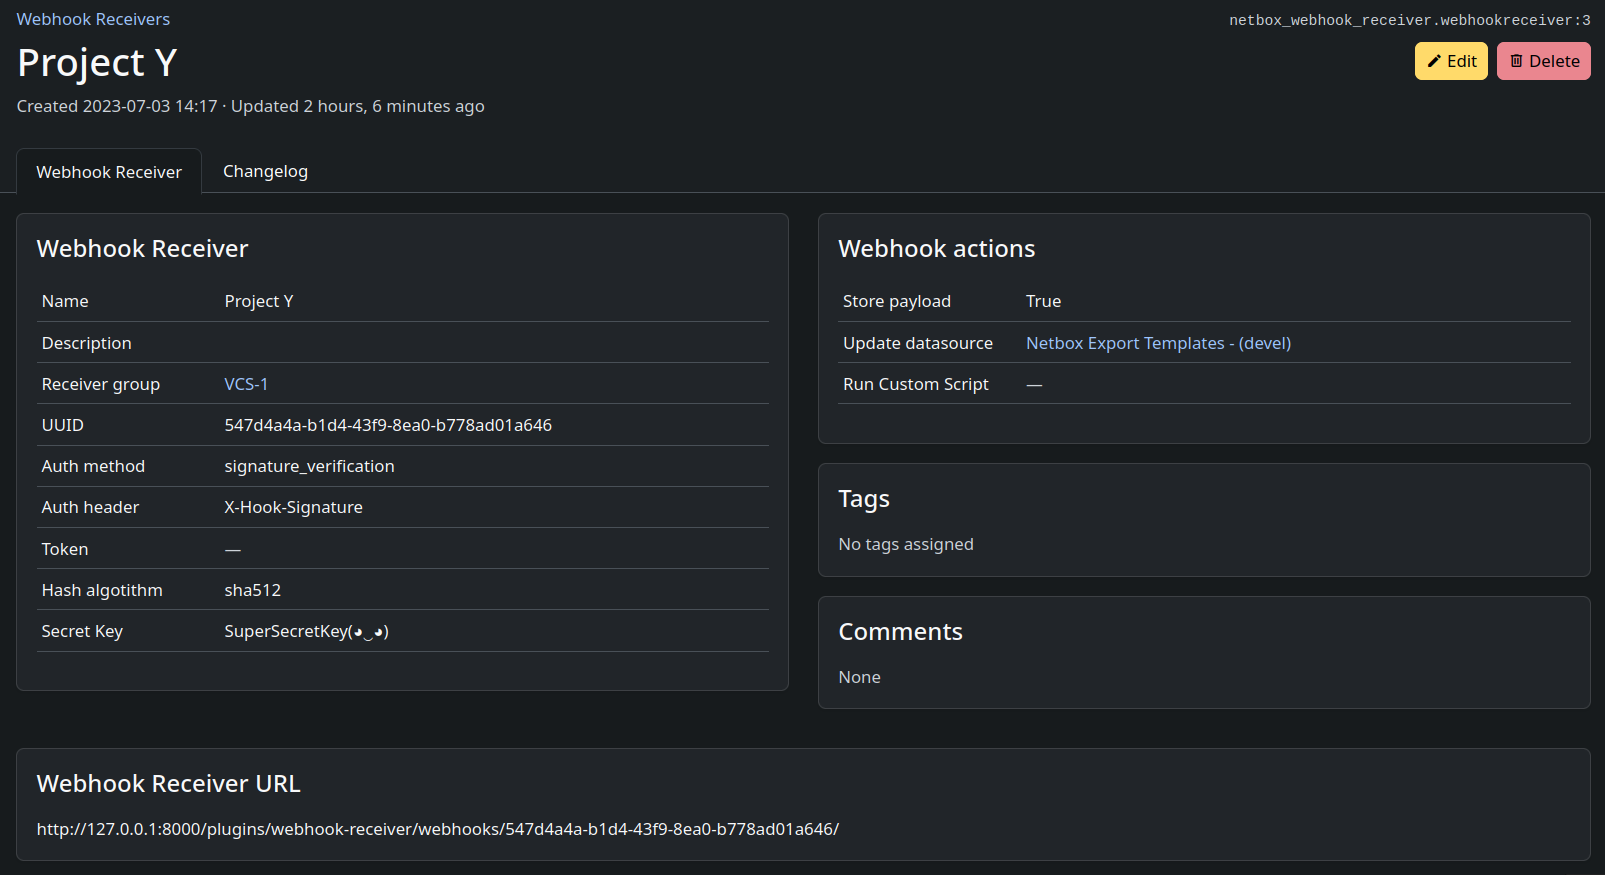 Webhook Receivers
netbox_webhook_receiver.webhookreceiver:3
Project Y
Edit
Delete
Created 2023-07-03 14:17 · Updated 2 hours, 6 minutes ago
Webhook Receiver
Changelog
Webhook Receiver
Name Project Y
Description
Receiver group VCS-1
UUID 547d4a4a-b1d4-43f9-8ea0-b778ad01a646
Auth method signature_verification
Auth header X-Hook-Signature
Token —
Hash algotithm sha512
Secret Key SuperSecretKey(◕‿◕)
Webhook actions
Store payload True
Update datasource Netbox Export Templates - (devel)
Run Custom Script —
Tags
No tags assigned
Comments
None
Webhook Receiver URL
http://127.0.0.1:8000/plugins/webhook-receiver/webhooks/547d4a4a-b1d4-43f9-8ea0-b778ad01a646/